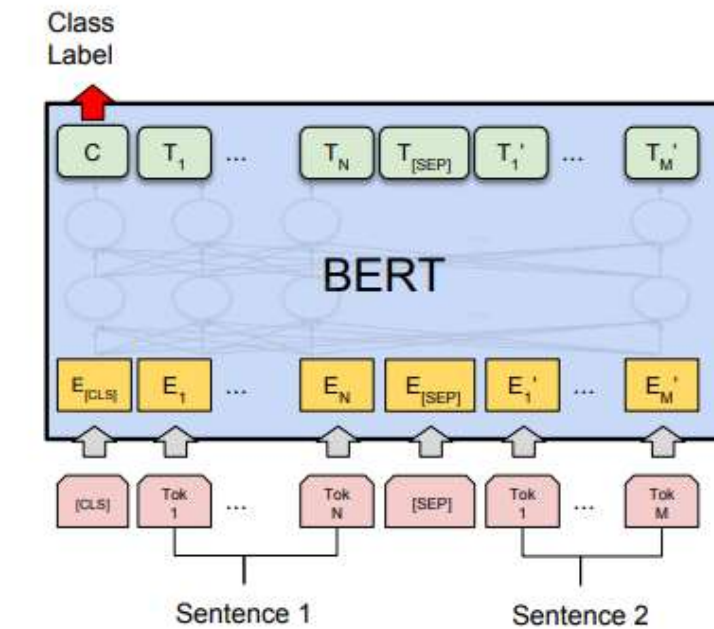 Class
Label
C T1 ... TN T[SEP] T1' ... TM'
BERT
E[CLS] E1 ... EN E[SEP] E1' ... EM'
[CLS] Tok 1 ... Tok N [SEP] Tok 1 ... Tok M
Sentence 1 Sentence 2